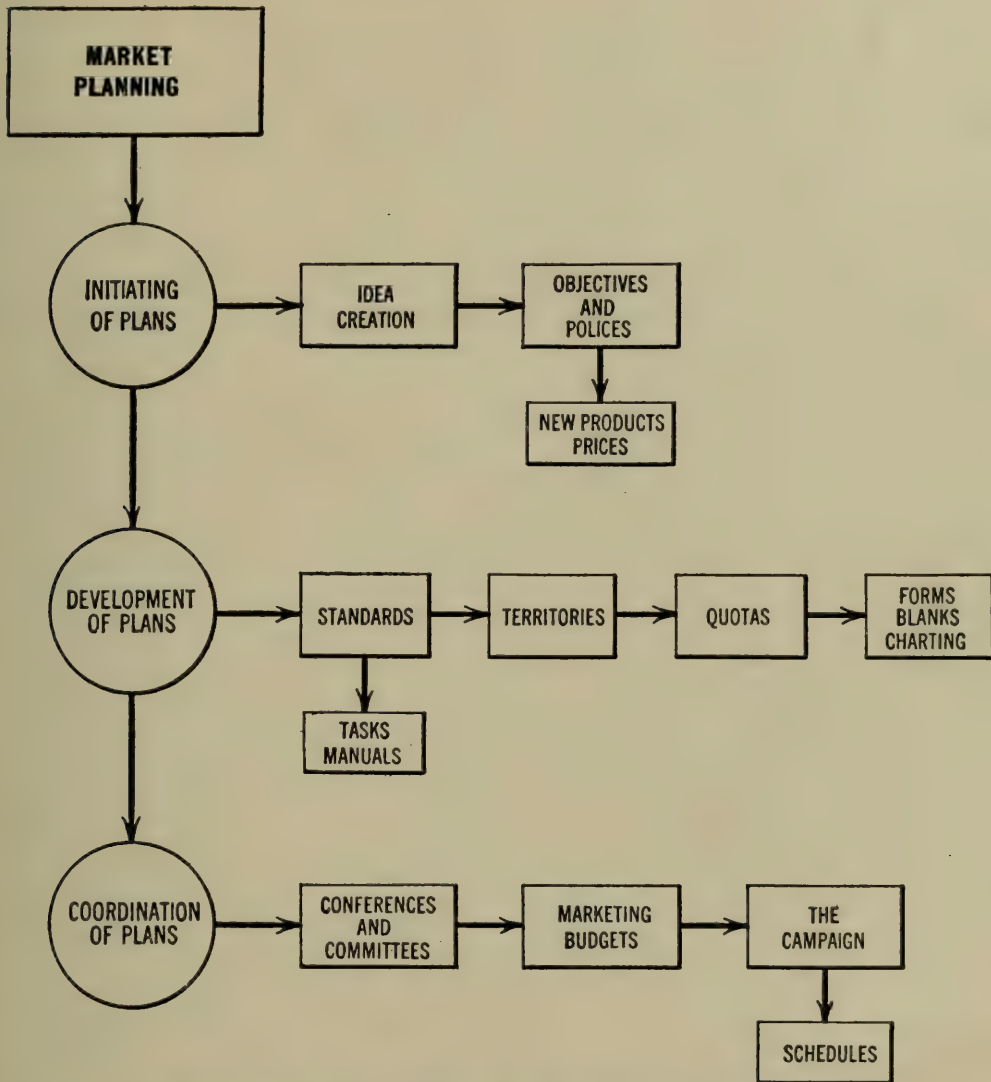 MARKET
PLANNING
INITIATING
OF PLANS
IDEA
CREATION
OBJECTIVES
AND
POLICES
NEW PRODUCTS
PRICES
DEVELOPMENT
OF PLANS
STANDARDS
TERRITORIES
QUOTAS
FORMS
BLANKS
CHARTING
TASKS
MANUALS
COORDINATION
OF PLANS
CONFERENCES
AND
COMMITTEES
MARKETING
BUDGETS
THE
CAMPAIGN
SCHEDULES